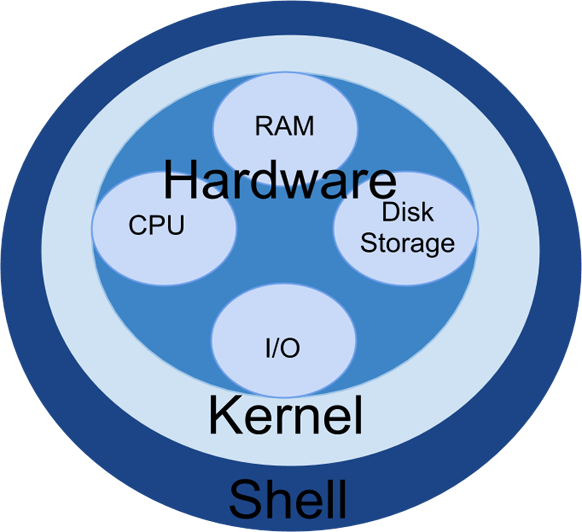 RAM
Hardware
CPU
Disk
Storage
I/O
Kernel
Shell